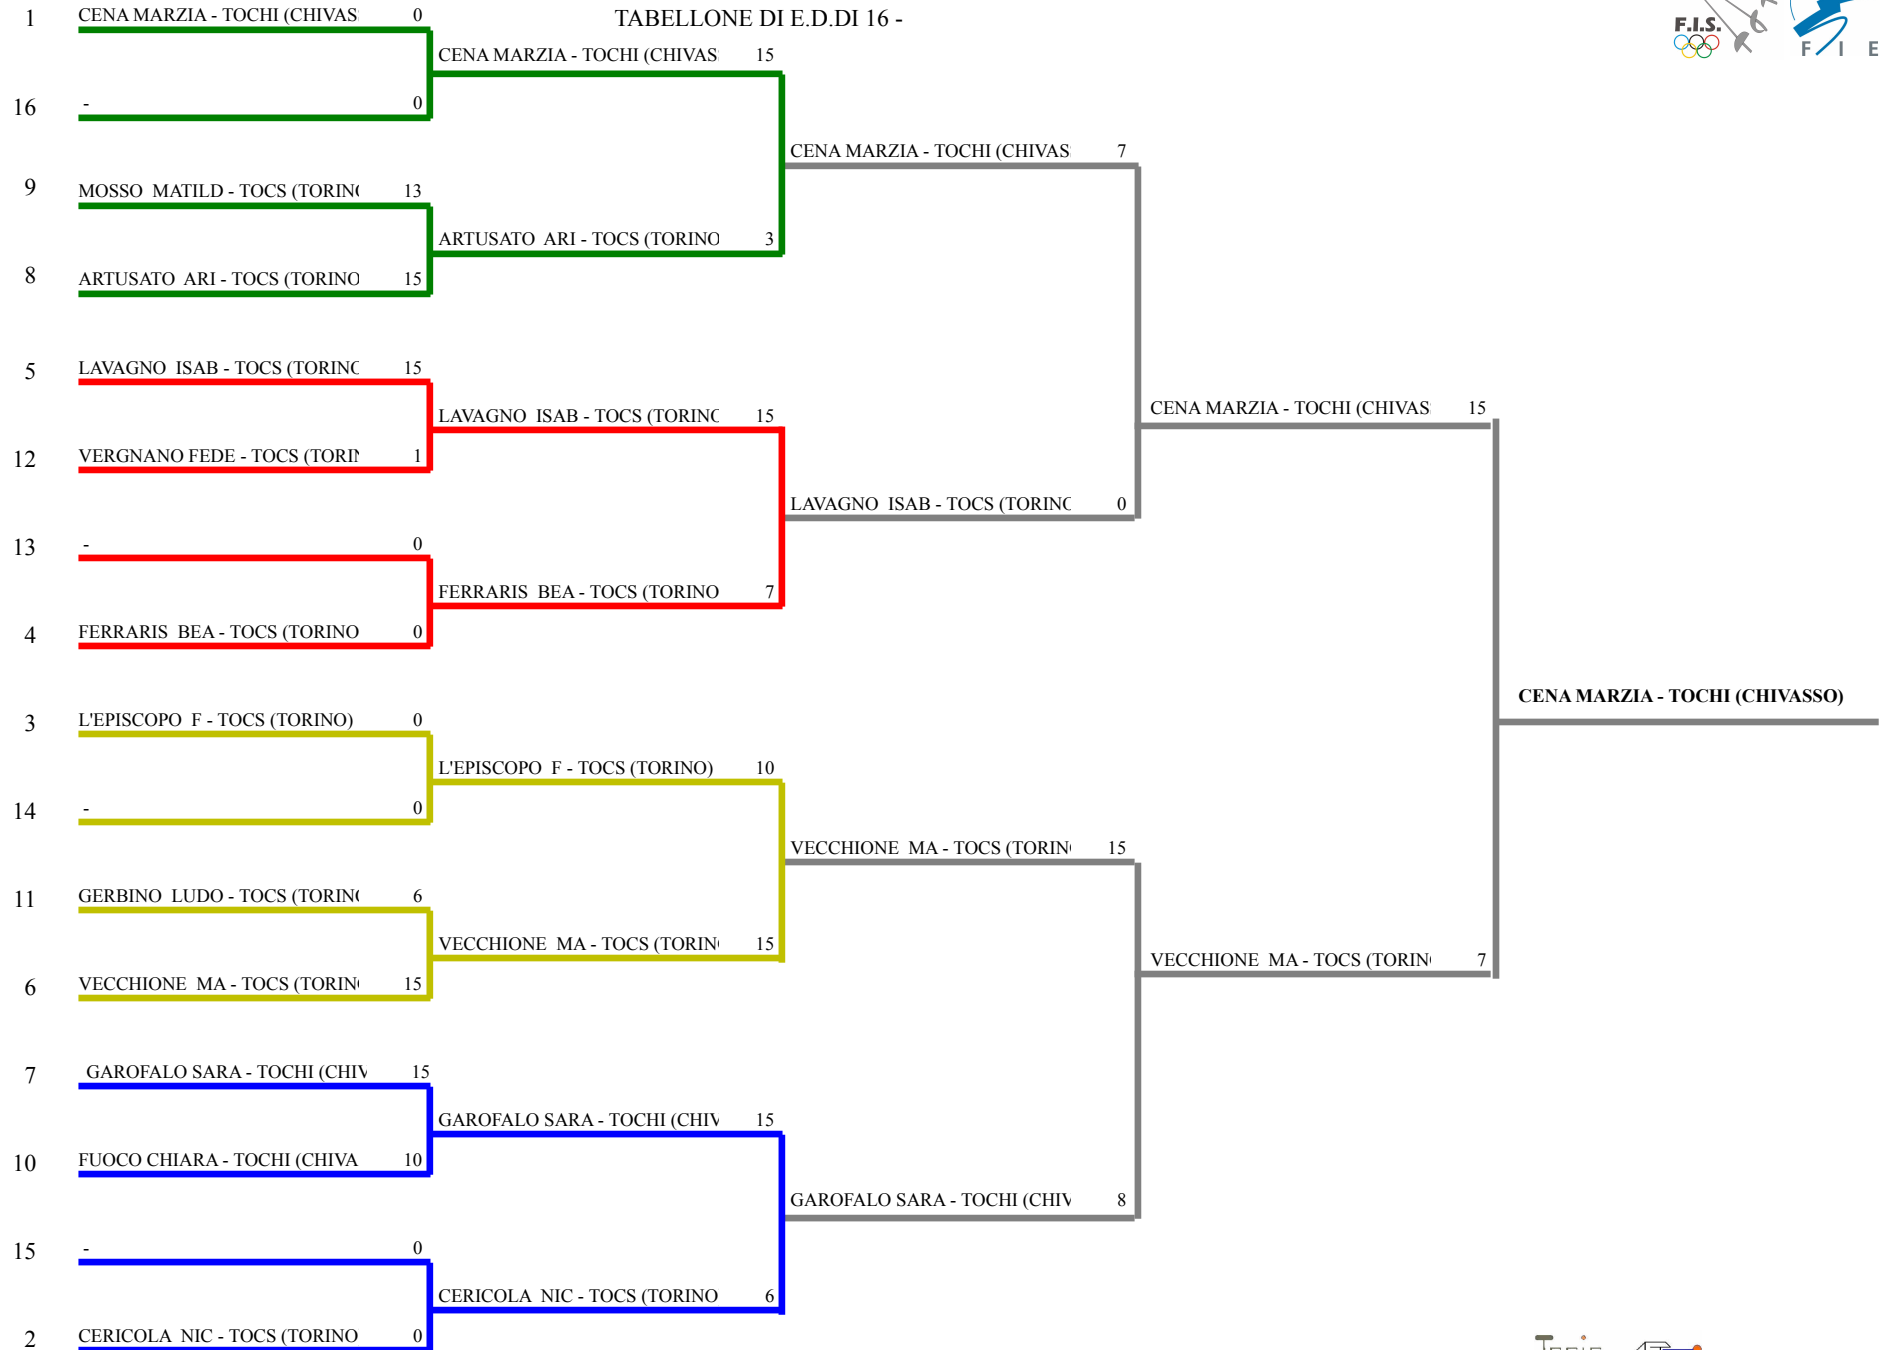 TABELLONE DI E.D.DI 16 -
F.I.S.
F I E
1 CENA MARZIA - TOCHI (CHIVAS 0
CENA MARZIA - TOCHI (CHIVAS 15
16 - 0
CENA MARZIA - TOCHI (CHIVAS 7
9 MOSSO MATILD - TOCS (TORINO 13
ARTUSATO ARI - TOCS (TORINO 3
8 ARTUSATO ARI - TOCS (TORINO 15
5 LAVAGNO ISAB - TOCS (TORINO 15
LAVAGNO ISAB - TOCS (TORINO 15
CENA MARZIA - TOCHI (CHIVAS 15
12 VERGNANO FEDE - TOCS (TORIN 1
LAVAGNO ISAB - TOCS (TORINO 0
13 - 0
FERRARIS BEA - TOCS (TORINO 7
4 FERRARIS BEA - TOCS (TORINO 0
CENA MARZIA - TOCHI (CHIVASSO)
3 L'EPISCOPO F - TOCS (TORINO) 0
L'EPISCOPO F - TOCS (TORINO) 10
14 - 0
VECCHIONE MA - TOCS (TORIN 15
11 GERBINO LUDO - TOCS (TORINO 6
VECCHIONE MA - TOCS (TORIN 15
VECCHIONE MA - TOCS (TORIN 7
6 VECCHIONE MA - TOCS (TORIN 15
7 GAROFALO SARA - TOCHI (CHIV 15
GAROFALO SARA - TOCHI (CHIV 15
10 FUOCO CHIARA - TOCHI (CHIVA 10
GAROFALO SARA - TOCHI (CHIV 8
15 - 0
CERICOLA NIC - TOCS (TORINO 6
2 CERICOLA NIC - TOCS (TORINO 0